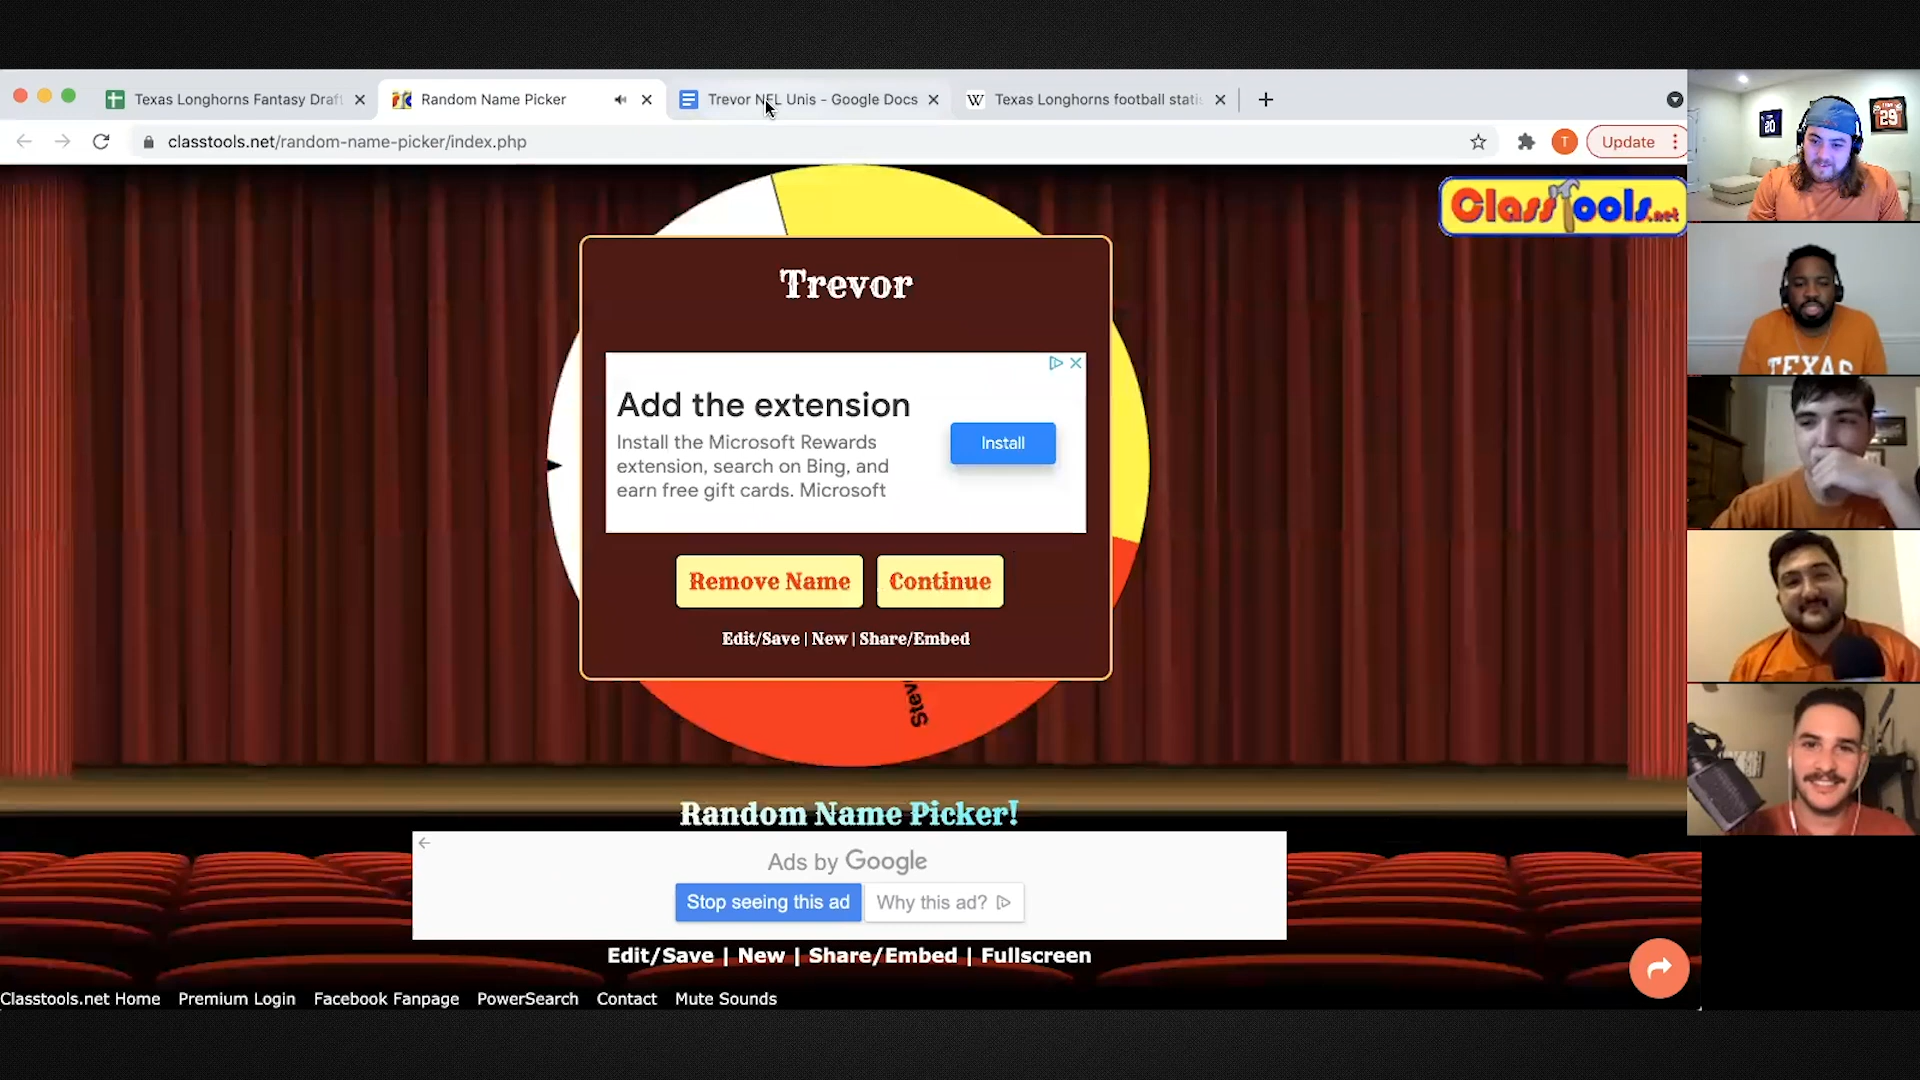 Texas Longhorns Fantasy Draft
Random Name Picker
Trevor NFL Unis - Google Docs
W
Texas Longhorns football statis
classtools.net/random-name-picker/index.php
T
Update
ClassTools.net
20
29
TEXAS
Trevor
Add the extension
Install the Microsoft Rewards
extension, search on Bing, and
earn free gift cards. Microsoft
Install
Remove Name
Continue
Edit/Save | New | Share/Embed
Stev
Random Name Picker!
Ads by Google
Stop seeing this ad
Why this ad?
Edit/Save | New | Share/Embed | Fullscreen
Classtools.net Home
Premium Login
Facebook Fanpage
PowerSearch
Contact
Mute Sounds